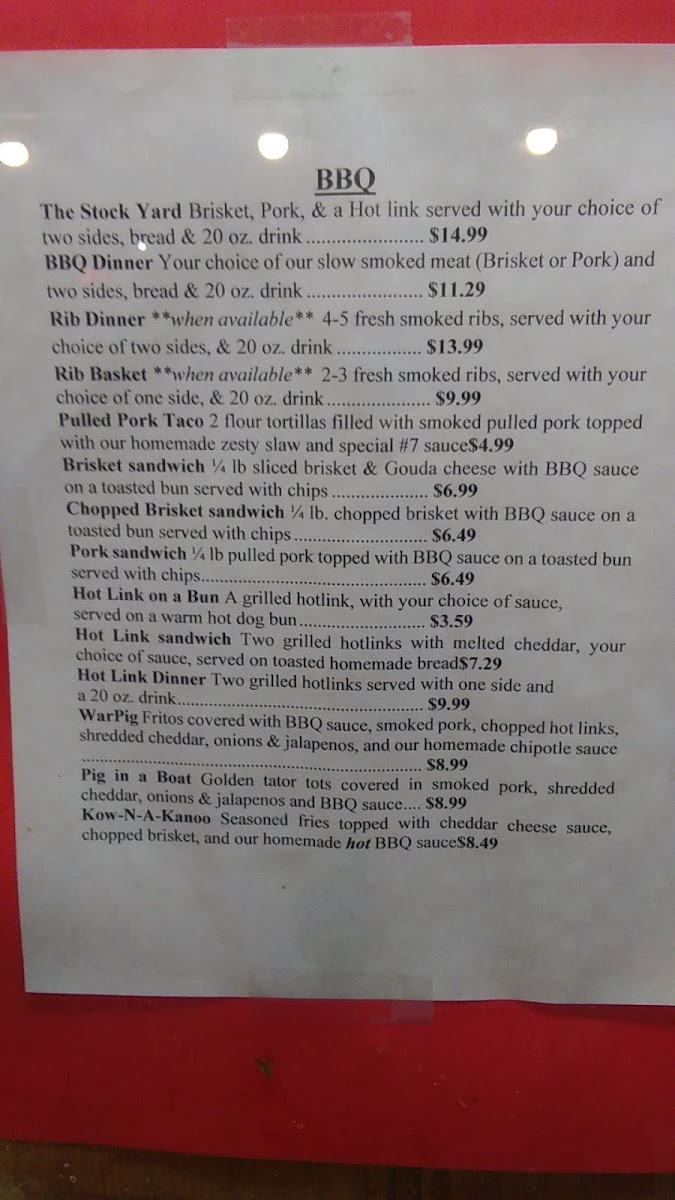 BBQ
The Stock Yard Brisket, Pork, & a Hot link served with your choice of
two sides, bread & 20 oz. drink ........................ $14.99
BBQ Dinner Your choice of our slow smoked meat (Brisket or Pork) and
two sides, bread & 20 oz. drink ........................ $11.29
Rib Dinner **when available** 4-5 fresh smoked ribs, served with your
choice of two sides, & 20 oz. drink ................. $13.99
Rib Basket **when available** 2-3 fresh smoked ribs, served with your
choice of one side, & 20 oz. drink ..................... $9.99
Pulled Pork Taco 2 flour tortillas filled with smoked pulled pork topped
with our homemade zesty slaw and special #7 sauce$4.99
Brisket sandwich ¼ lb sliced brisket & Gouda cheese with BBQ sauce
on a toasted bun served with chips ................... $6.99
Chopped Brisket sandwich ¼ lb. chopped brisket with BBQ sauce on a
toasted bun served with chips .......................... $6.49
Pork sandwich ¼ lb pulled pork topped with BBQ sauce on a toasted bun
served with chips............................................. $6.49
Hot Link on a Bun A grilled hotlink, with your choice of sauce,
served on a warm hot dog bun......................... $3.59
Hot Link sandwich Two grilled hotlinks with melted cheddar, your
choice of sauce, served on toasted homemade bread$7.29
Hot Link Dinner Two grilled hotlinks served with one side and
a 20 oz. drink................................................. $9.99
WarPig Fritos covered with BBQ sauce, smoked pork, chopped hot links,
shredded cheddar, onions & jalapenos, and our homemade chipotle sauce
.................................................................... $8.99
Pig in a Boat Golden tator tots covered in smoked pork, shredded
cheddar, onions & jalapenos and BBQ sauce.... $8.99
Kow-N-A-Kanoo Seasoned fries topped with cheddar cheese sauce,
chopped brisket, and our homemade hot BBQ sauce$8.49